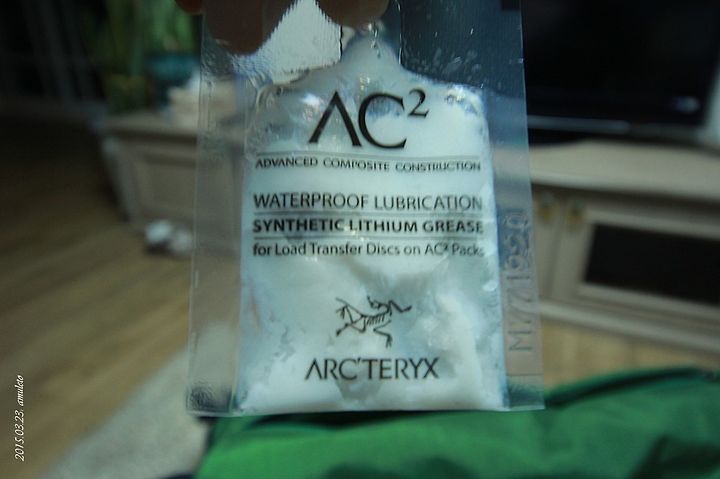 AC²
ADVANCED COMPOSITE CONSTRUCTION
WATERPROOF LUBRICATION
SYNTHETIC LITHIUM GREASE
for Load Transfer Discs on AC² Packs
ARC'TERYX
2015.03.23. amuleto